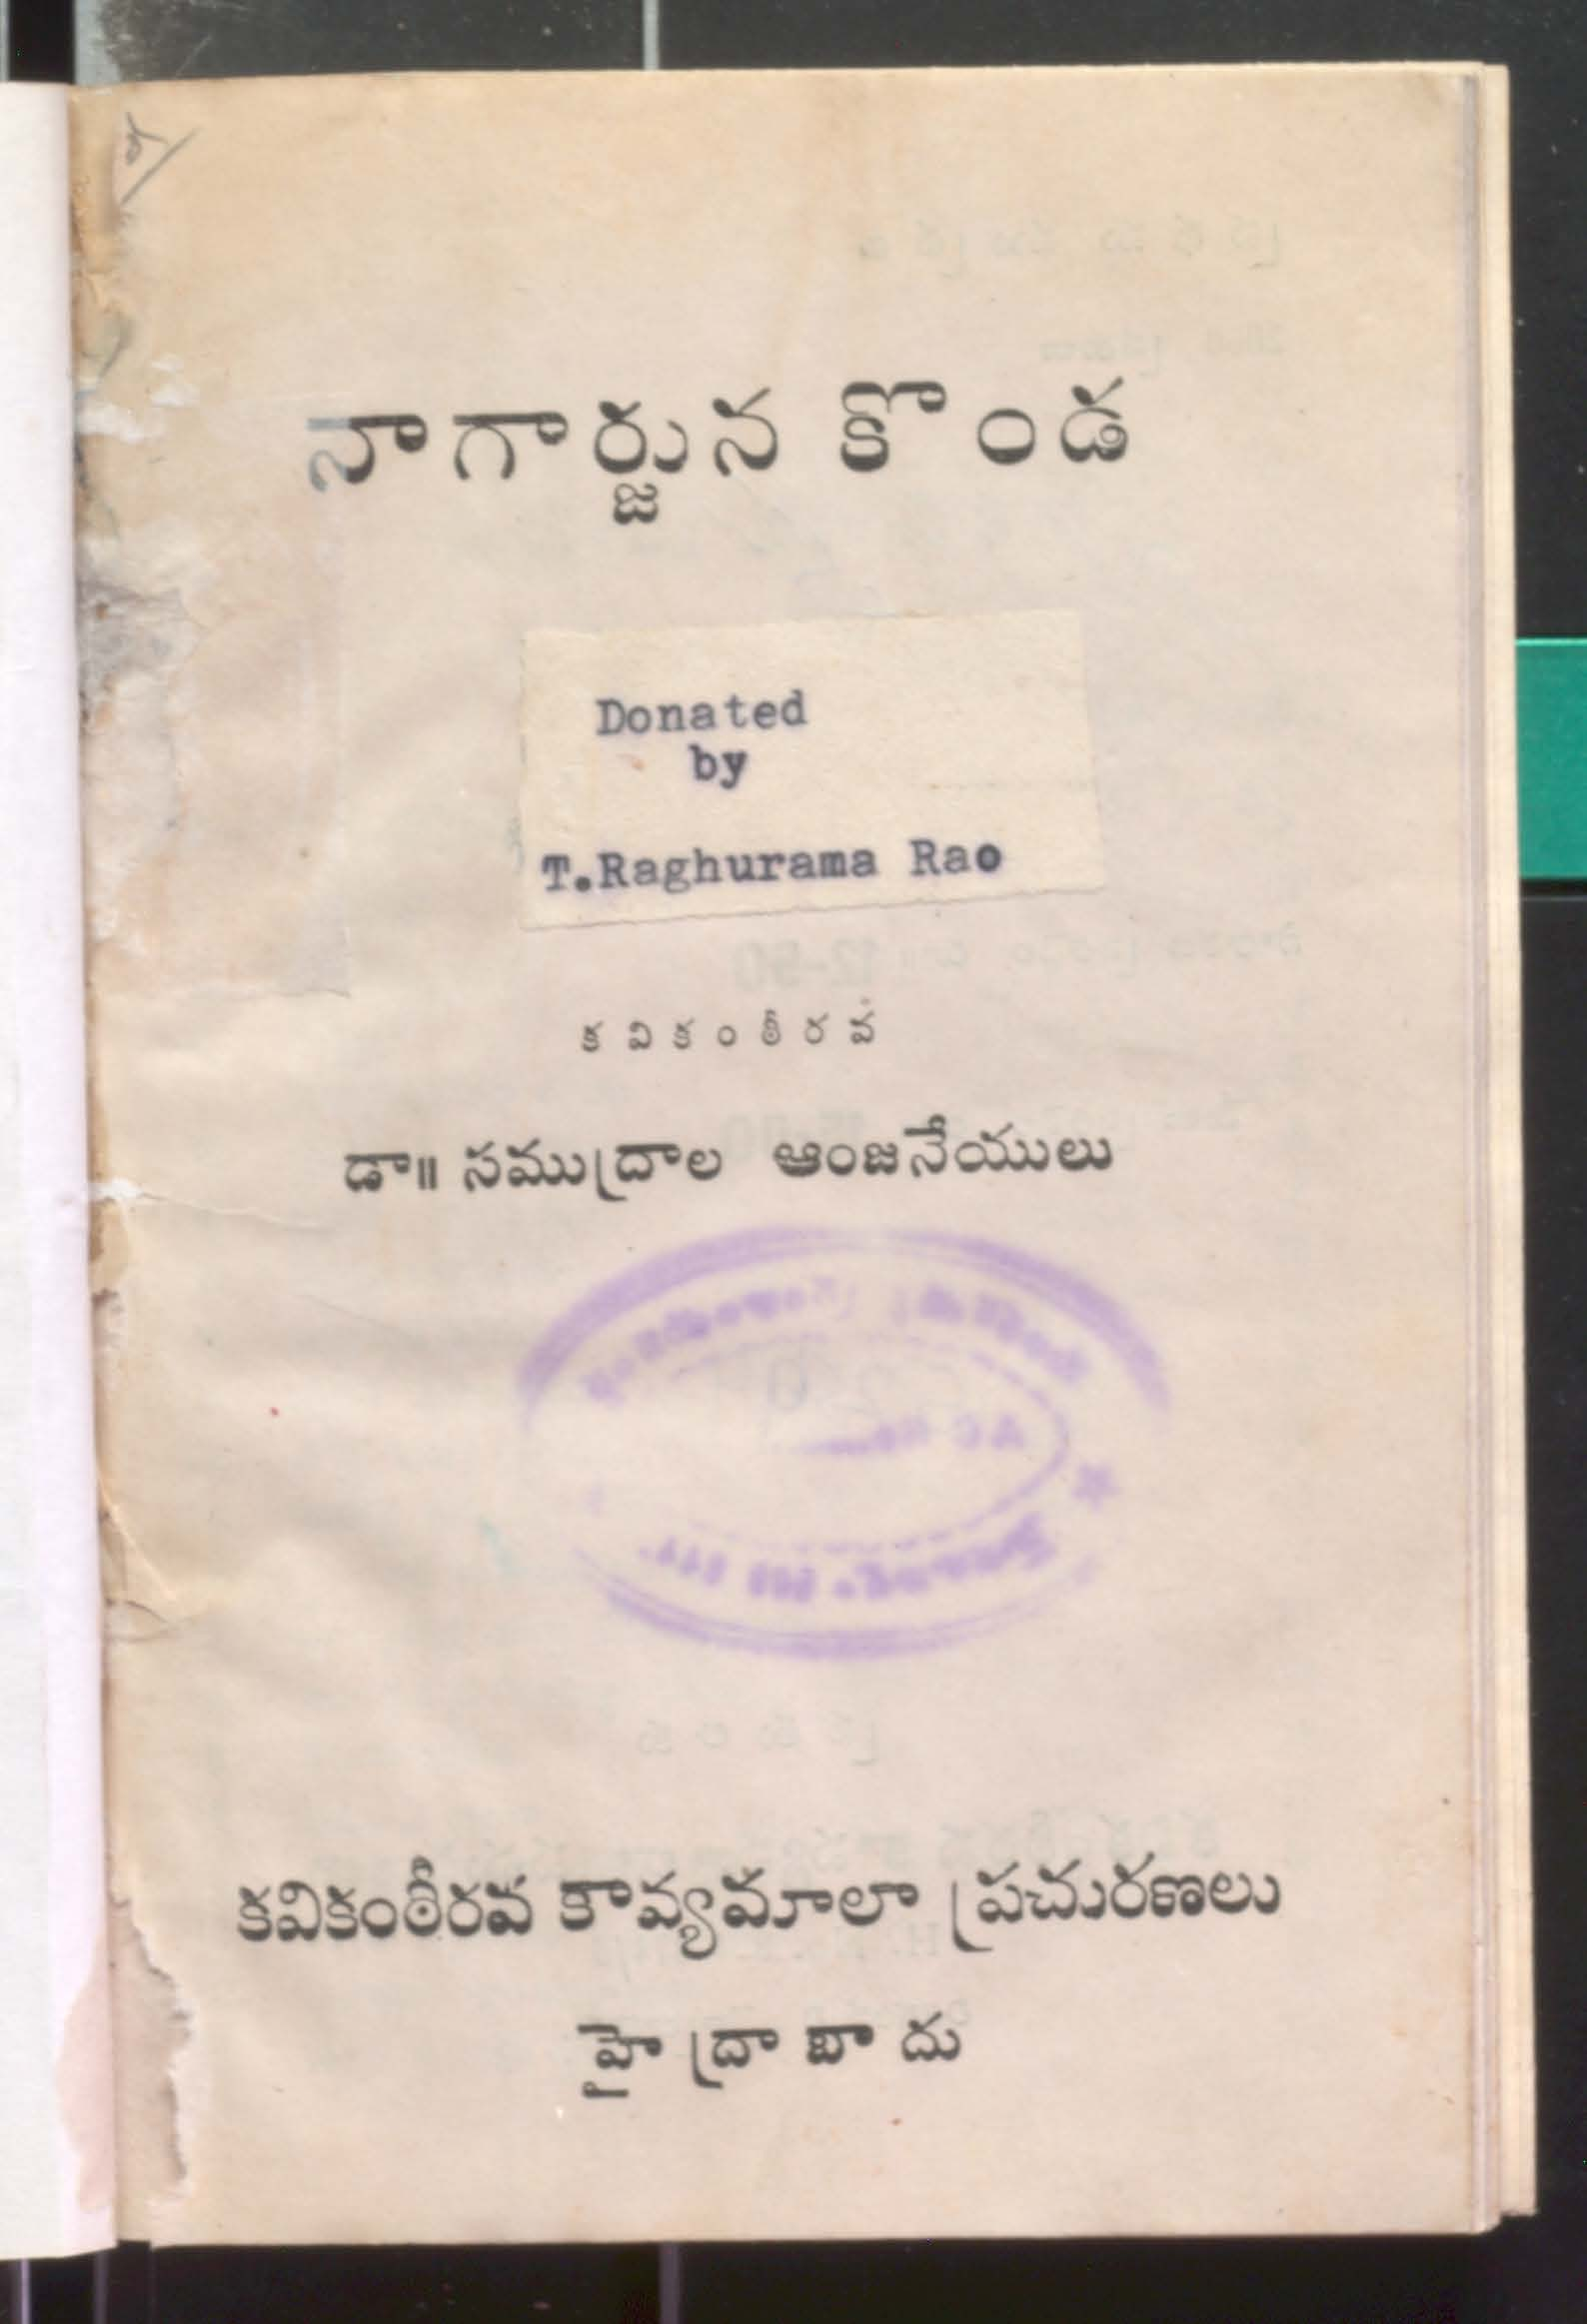 నాగార్జున కొండ
Donated
by
T.Raghurama Rao
కవికంఠీరవ
డా॥ సముద్రాల ఆంజనేయులు
కవికంఠీరవ కావ్యమాలా ప్రచురణలు
హైద్రాబాదు